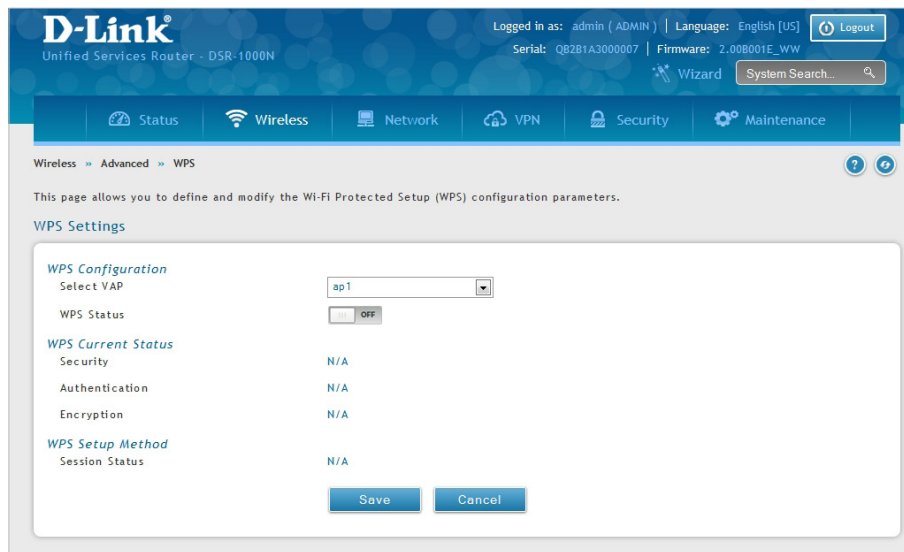 D-Link®
Unified Services Router - DSR-1000N
Logged in as: admin ( ADMIN ) | Language: English [US]
Logout
Serial: QB2B1A3000007 | Firmware: 2.00B001E_WW
Wizard
System Search...
Status
Wireless
Network
VPN
Security
Maintenance
Wireless » Advanced » WPS
?
This page allows you to define and modify the Wi-Fi Protected Setup (WPS) configuration parameters.
WPS Settings
WPS Configuration
Select VAP ap1
WPS Status OFF
WPS Current Status
Security N/A
Authentication N/A
Encryption N/A
WPS Setup Method
Session Status N/A
Save Cancel